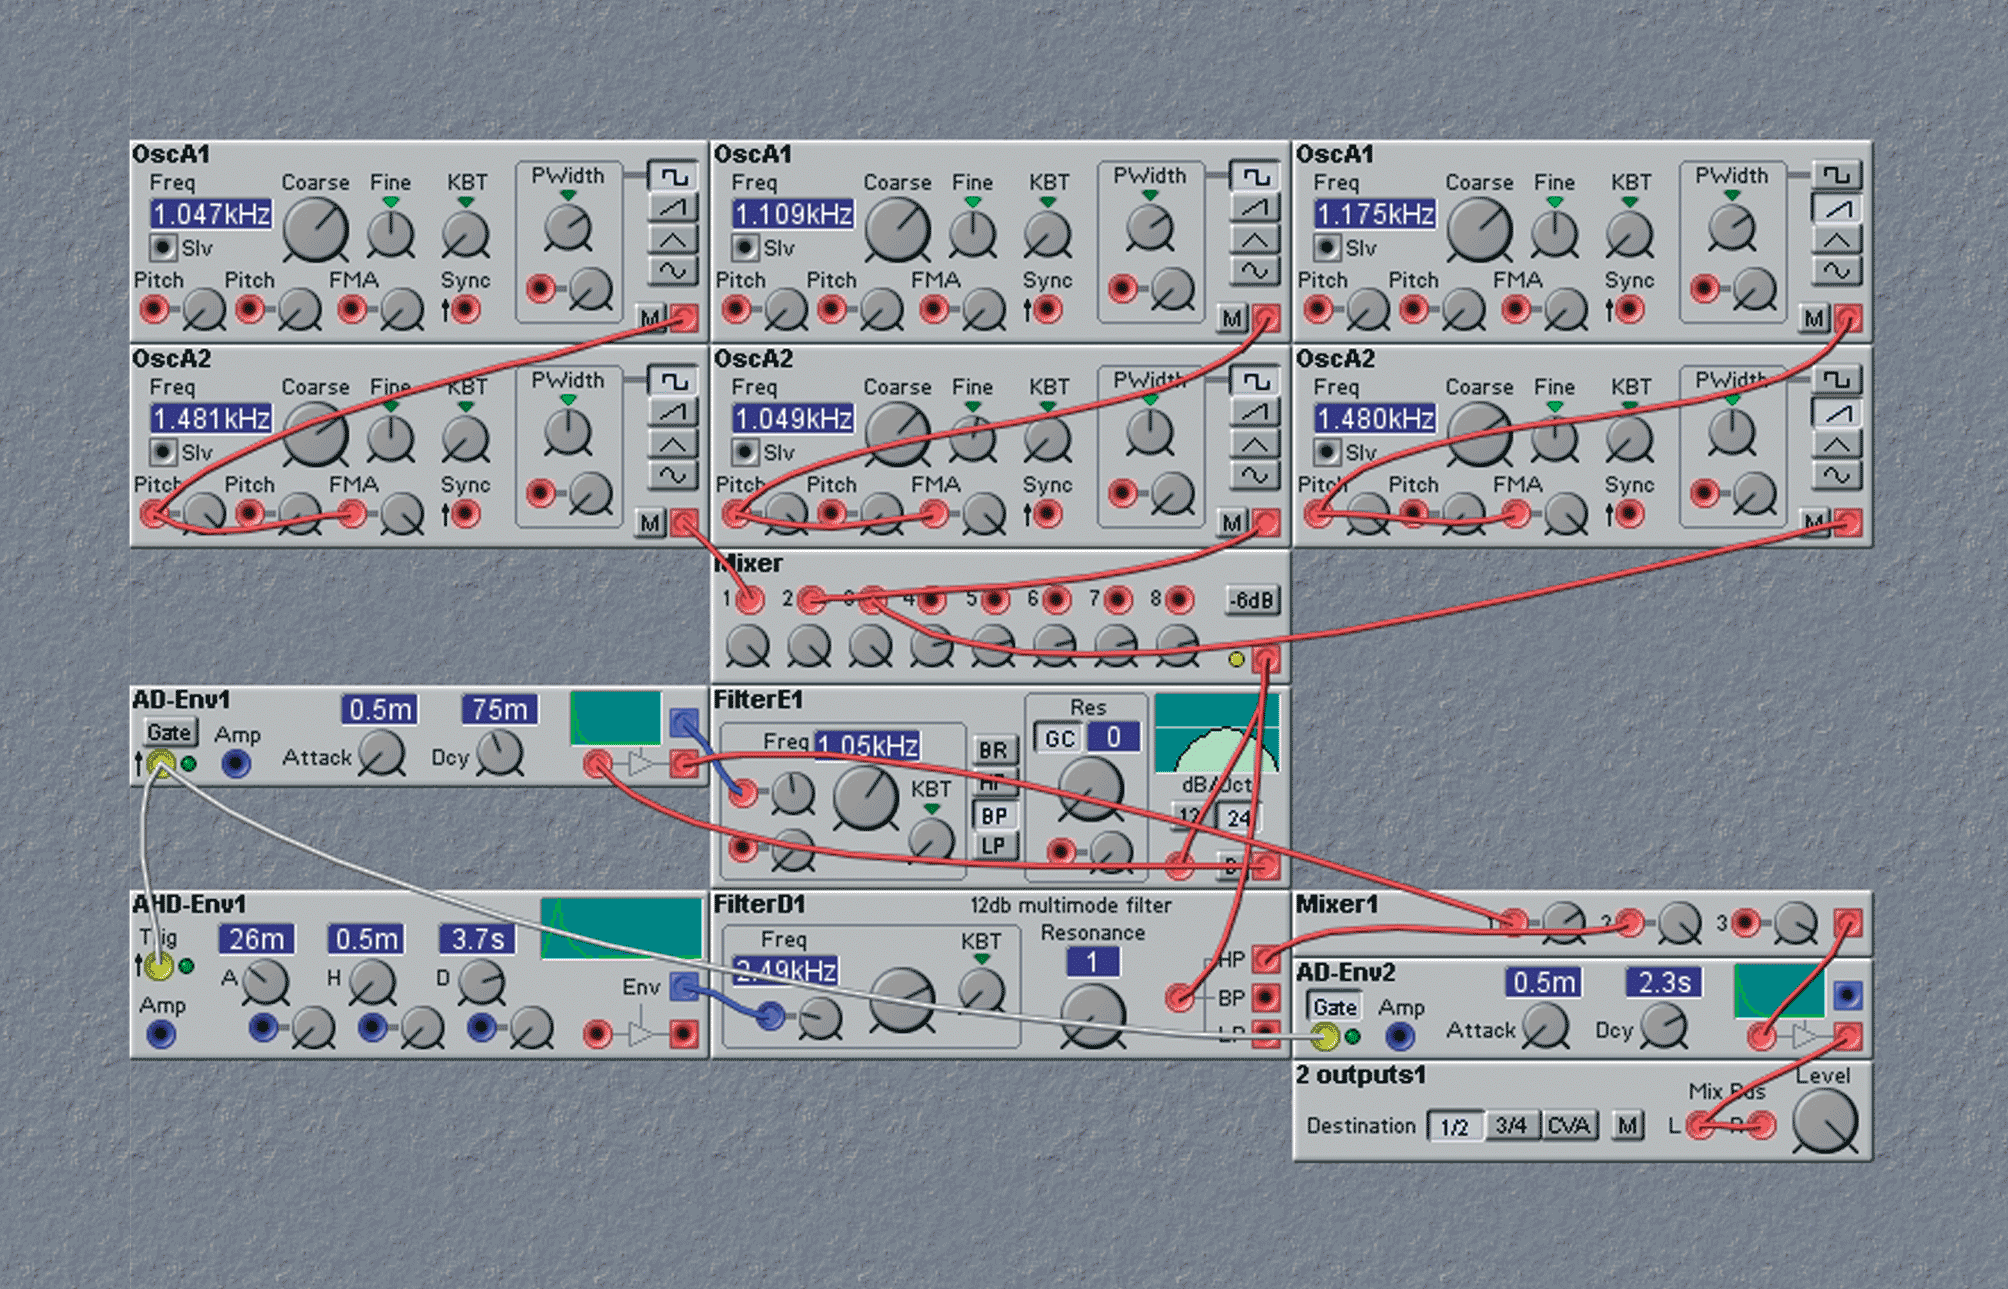 OscA1
Freq Coarse Fine KBT PWidth
1.047kHz
Slv
Pitch Pitch FMA Sync
M
OscA1
Freq Coarse Fine KBT PWidth
1.109kHz
Slv
Pitch Pitch FMA Sync
M
OscA1
Freq Coarse Fine KBT PWidth
1.175kHz
Slv
Pitch Pitch FMA Sync
M
OscA2
Freq Coarse Fine KBT PWidth
1.481kHz
Slv
Pitch Pitch FMA Sync
M
OscA2
Freq Coarse Fine KBT PWidth
1.049kHz
Slv
Pitch Pitch FMA Sync
M
OscA2
Freq Coarse Fine KBT PWidth
1.480kHz
Slv
Pitch Pitch FMA Sync
M
Mixer
1 2 3 4 5 6 7 8 -6dB
AD-Env1
Gate Amp Attack 0.5m Dcy 75m
FilterE1
Freq 1.05kHz
KBT
BR
HP
BP
LP
Res
GC 0
dB/Oct
12 24
B
AHD-Env1
Trig 26m 0.5m 3.7s
A H D
Amp Env
FilterD1 12db multimode filter
Freq KBT Resonance
2.49kHz 1
HP
BP
LP
Mixer1
1 2 3
AD-Env2
Gate Amp Attack 0.5m Dcy 2.3s
2 outputs1
Mix Bus Level
Destination 1/2 3/4 CVA M L R